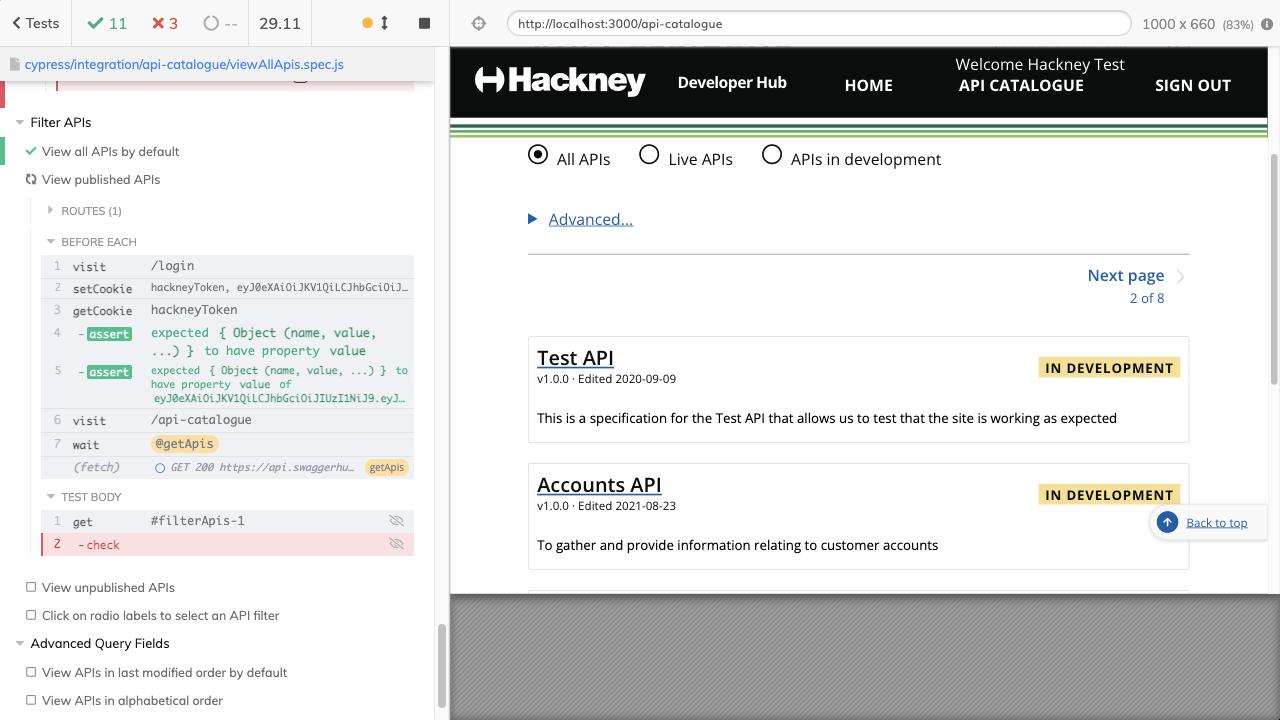 Tests
11
3
--
29.11
http://localhost:3000/api-catalogue
1000 x 660 (83%)
cypress/integration/api-catalogue/viewAllApis.spec.js
Filter APIs
View all APIs by default
View published APIs
ROUTES (1)
BEFORE EACH
1 visit /login
2 setCookie hackneyToken, eyJ0eXAiOiJKV1QiLCJhbGciOiJ…
3 getCookie hackneyToken
4 -assert expected { Object (name, value,
...) } to have property value
5 -assert expected { Object (name, value, ...) } to
have property value of
eyJ0eXAiOiJKV1QiLCJhbGciOiJIUzI1NiJ9.eyJ…
6 visit /api-catalogue
7 wait @getApis
(fetch) GET 200 https://api.swaggerhu… getApis
TEST BODY
1 get #filterApis-1
2 -check
View unpublished APIs
Click on radio labels to select an API filter
Advanced Query Fields
View APIs in last modified order by default
View APIs in alphabetical order
Hackney
Developer Hub
HOME
Welcome Hackney Test
API CATALOGUE
SIGN OUT
All APIs
Live APIs
APIs in development
Advanced...
Next page
2 of 8
Test API
IN DEVELOPMENT
v1.0.0 · Edited 2020-09-09
This is a specification for the Test API that allows us to test that the site is working as expected
Accounts API
IN DEVELOPMENT
v1.0.0 · Edited 2021-08-23
Back to top
To gather and provide information relating to customer accounts